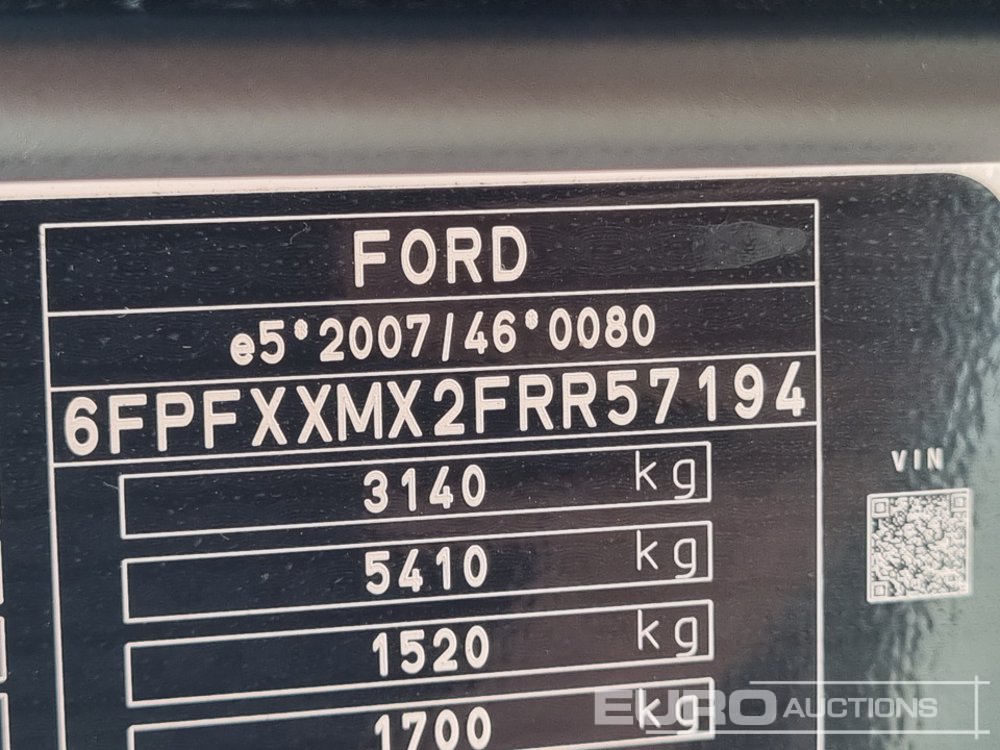 FORD
e5*2007/46*0080
6FPFXXMX2FRR57194
3140 kg
VIN
5410 kg
1520 kg
1700 kg
EURO AUCTIONS